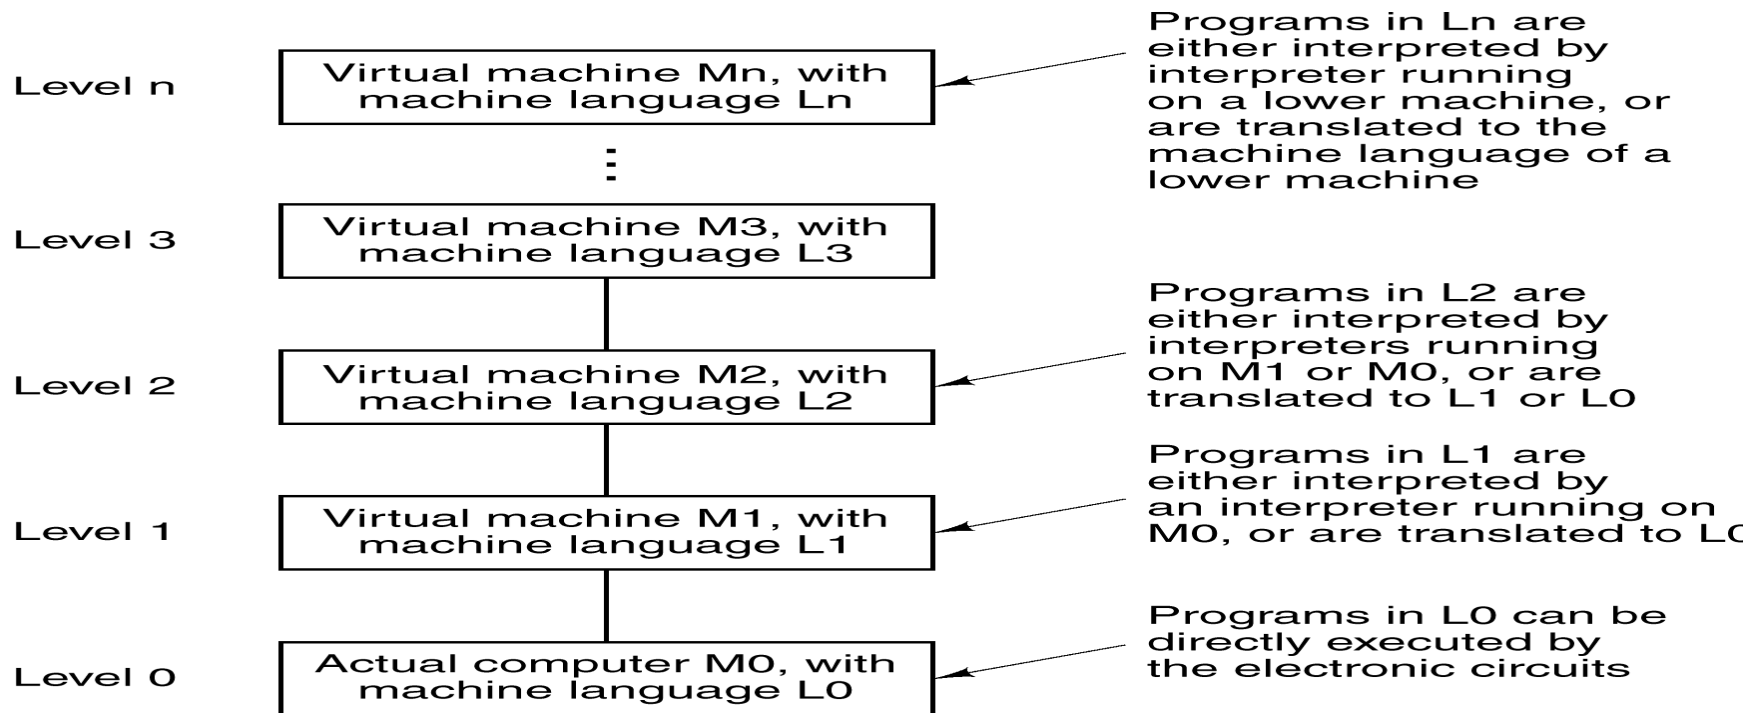 Level n
Virtual machine Mn, with
machine language Ln
Programs in Ln are
either interpreted by
interpreter running
on a lower machine, or
are translated to the
machine language of a
lower machine
Level 3
Virtual machine M3, with
machine language L3
Level 2
Virtual machine M2, with
machine language L2
Programs in L2 are
either interpreted by
interpreters running
on M1 or M0, or are
translated to L1 or L0
Level 1
Virtual machine M1, with
machine language L1
Programs in L1 are
either interpreted by
an interpreter running on
M0, or are translated to L0
Level 0
Actual computer M0, with
machine language L0
Programs in L0 can be
directly executed by
the electronic circuits